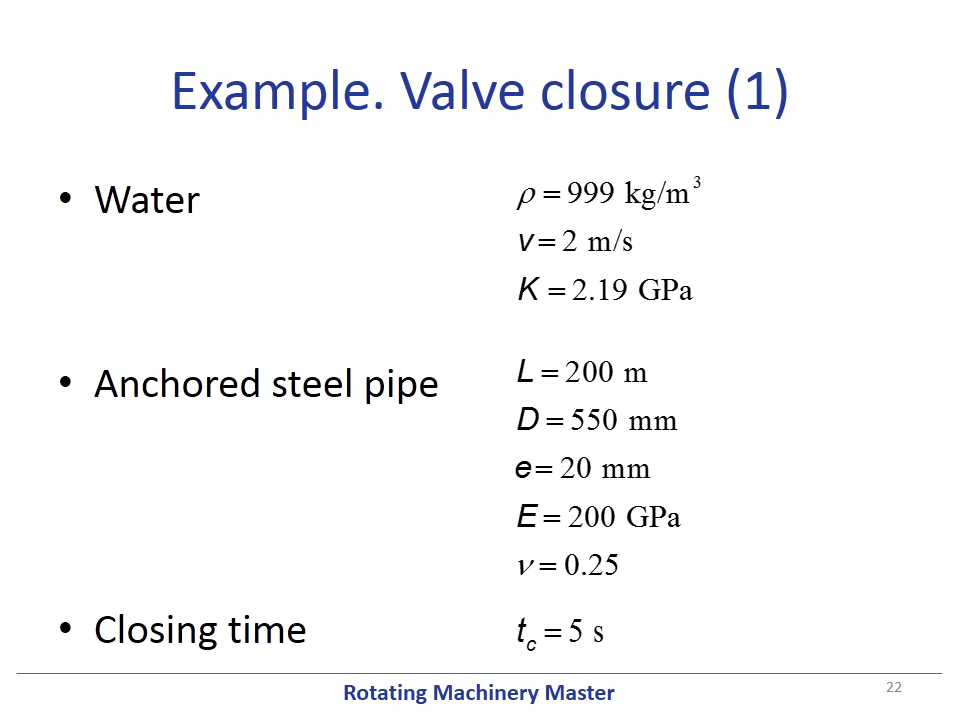 Example. Valve closure (1)
• Water
ρ = 999 kg/m³
v = 2 m/s
K = 2.19 GPa
• Anchored steel pipe
L = 200 m
D = 550 mm
e = 20 mm
E = 200 GPa
ν = 0.25
• Closing time
t_c = 5 s
Rotating Machinery Master
22